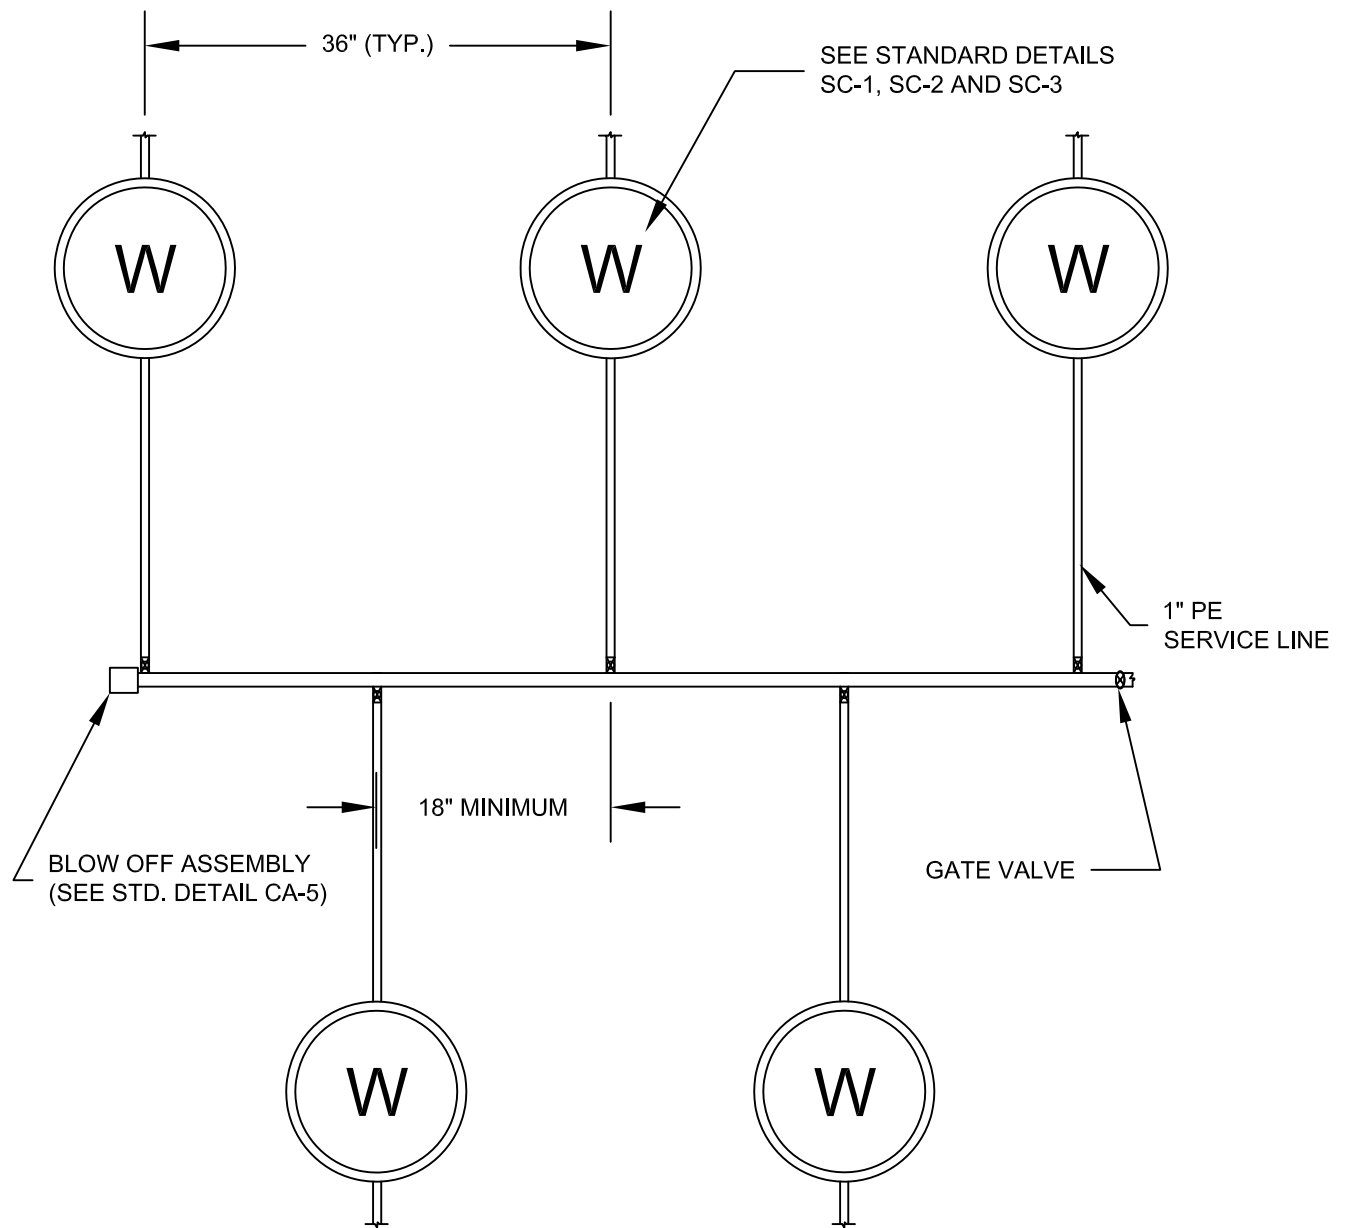 36" (TYP.)
SEE STANDARD DETAILS
SC-1, SC-2 AND SC-3
W
W
W
1" PE
SERVICE LINE
18" MINIMUM
BLOW OFF ASSEMBLY
(SEE STD. DETAIL CA-5)
GATE VALVE
W
W